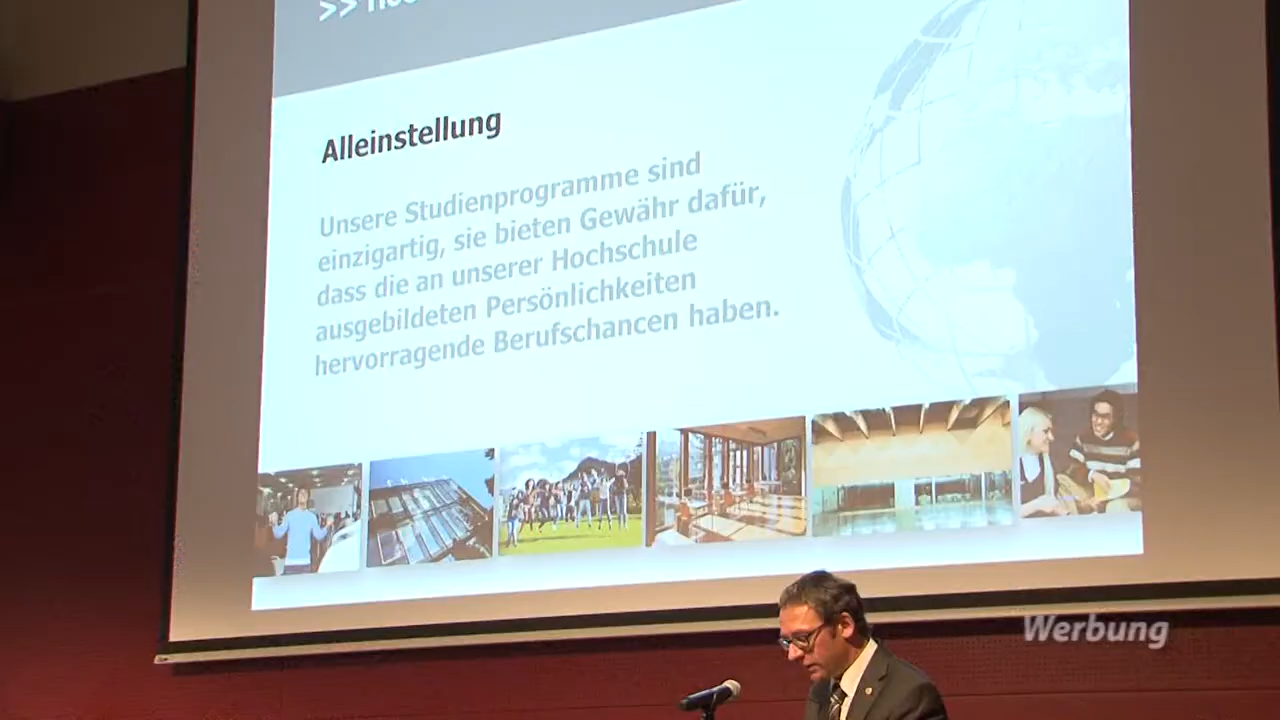 >>
Alleinstellung
Unsere Studienprogramme sind
einzigartig, sie bieten Gewähr dafür,
dass die an unserer Hochschule
ausgebildeten Persönlichkeiten
hervorragende Berufschancen haben.
Werbung